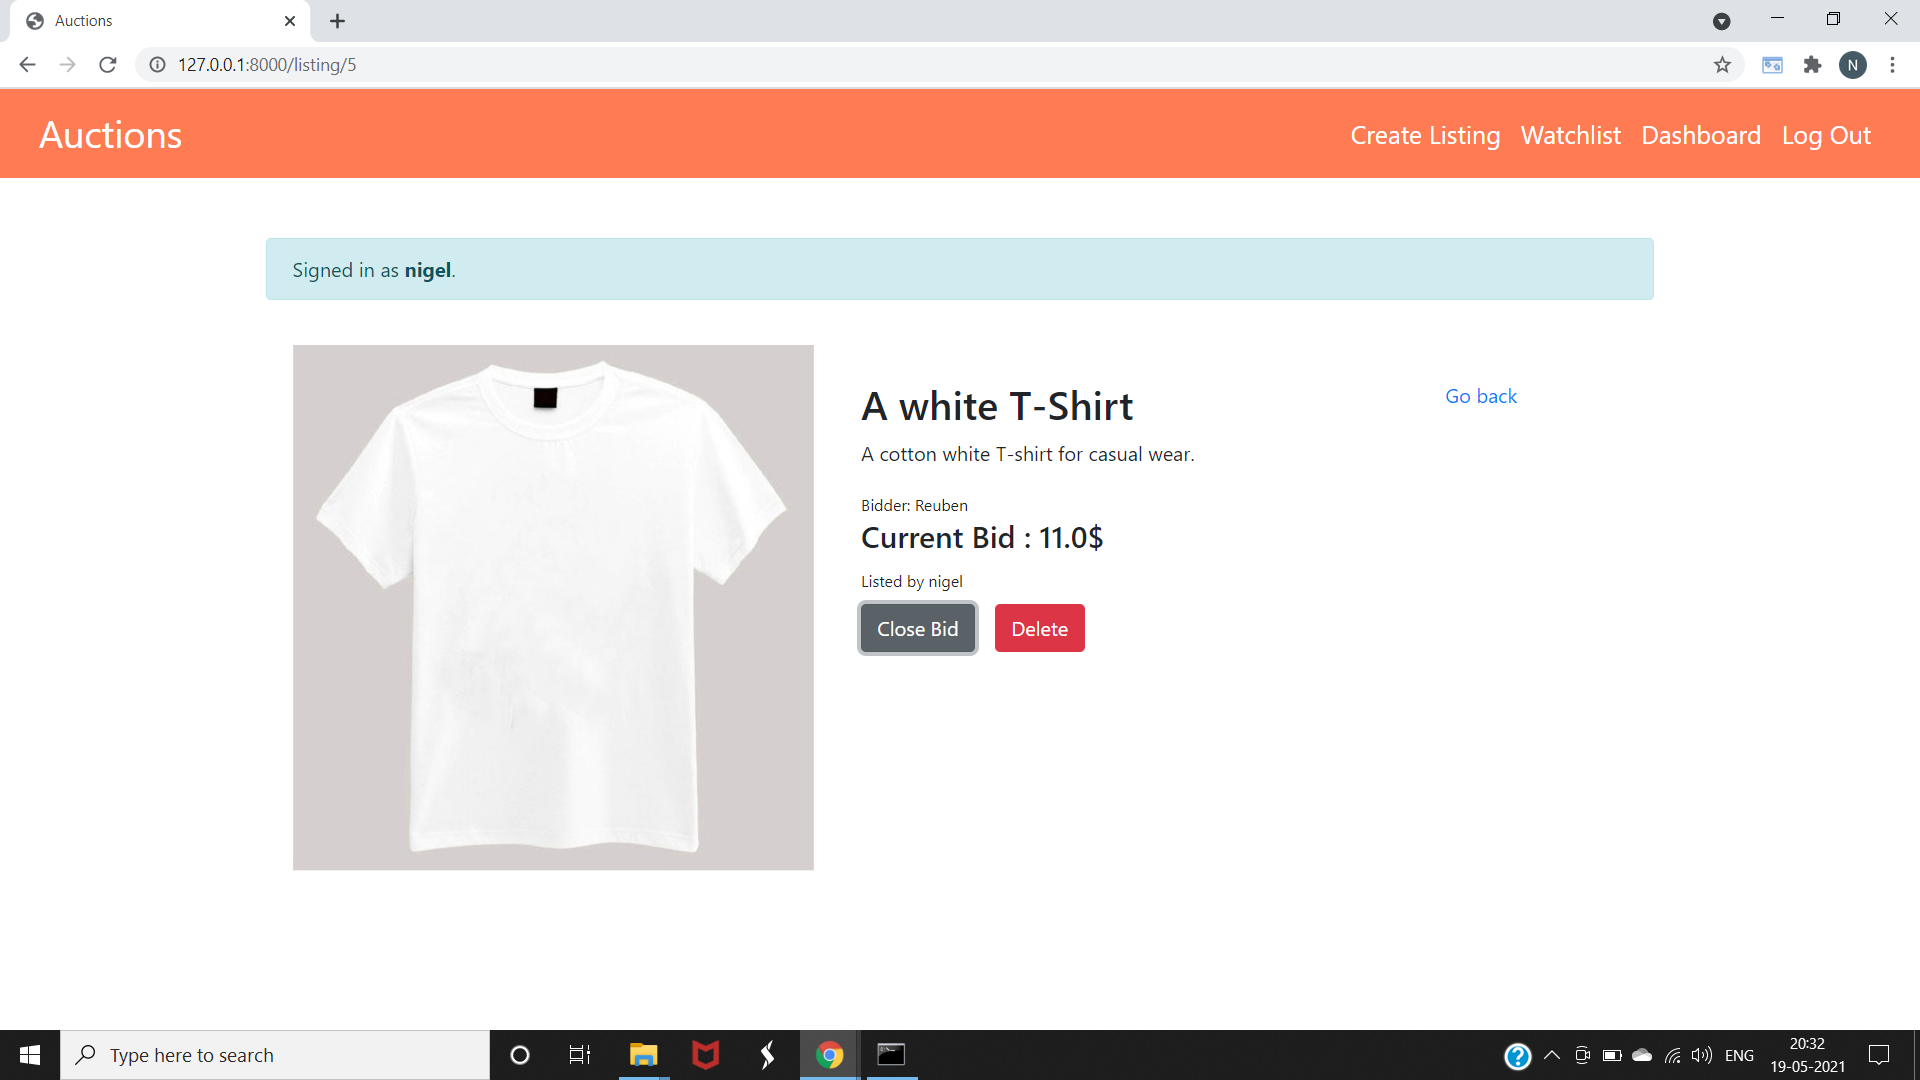 Auctions
127.0.0.1:8000/listing/5
N
Auctions
Create Listing Watchlist Dashboard Log Out
Signed in as nigel.
A white T-Shirt
Go back
A cotton white T-shirt for casual wear.
Bidder: Reuben
Current Bid : 11.0$
Listed by nigel
Close Bid Delete
Type here to search
ENG
20:32
19-05-2021